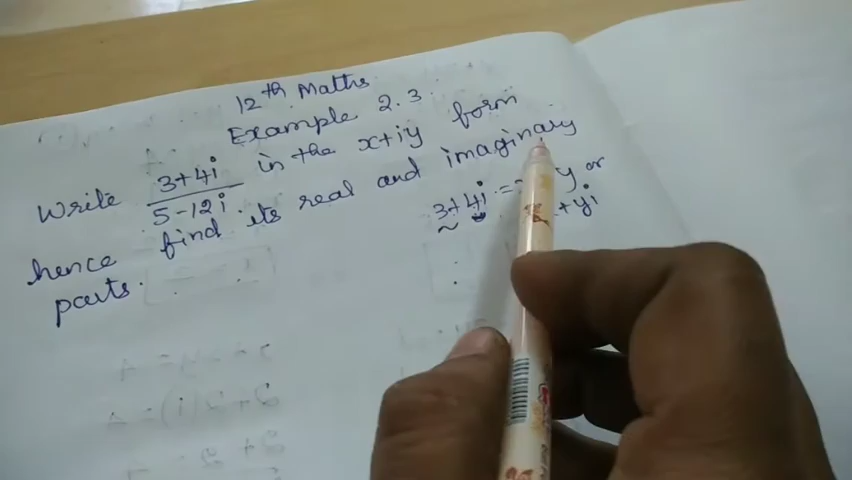 12th Maths
Example 2.3
Write 3+4i / 5-12i in the x+iy form
hence find its real and imaginary
parts.
3+4i = y or
+yi